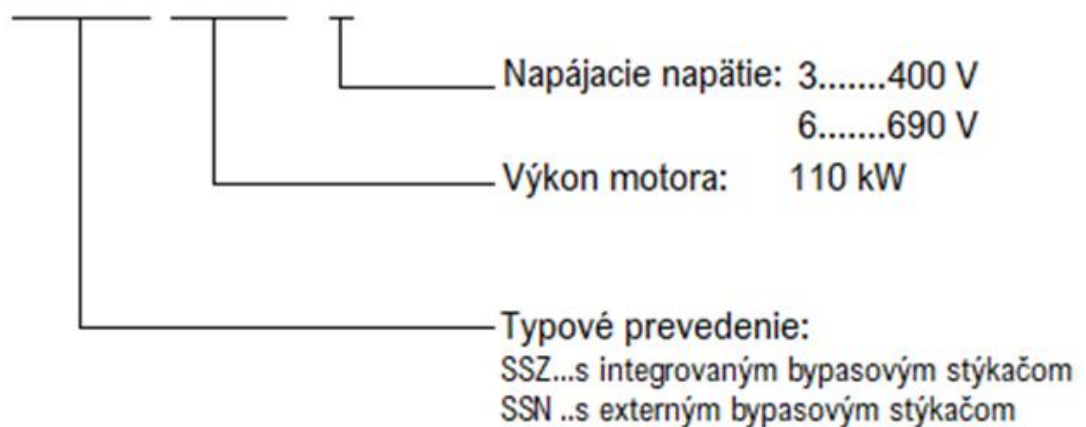 Napájacie napätie: 3.......400 V
6.......690 V
Výkon motora: 110 kW
Typové prevedenie:
SSZ...s integrovaným bypasovým stýkačom
SSN ..s externým bypasovým stýkačom